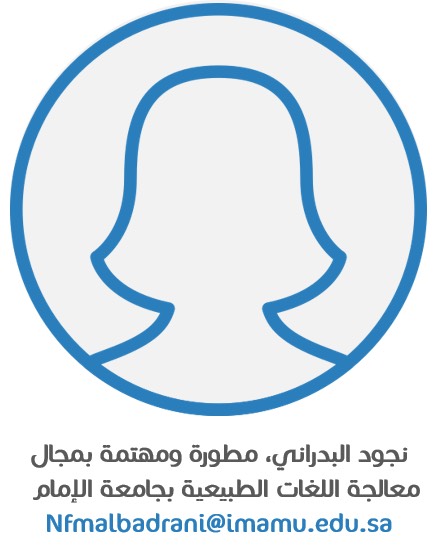 نجود البدراني، مطورة ومهتمة بمجال
معالجة اللغات الطبيعية بجامعة الإمام
Nfmalbadrani@imamu.edu.sa